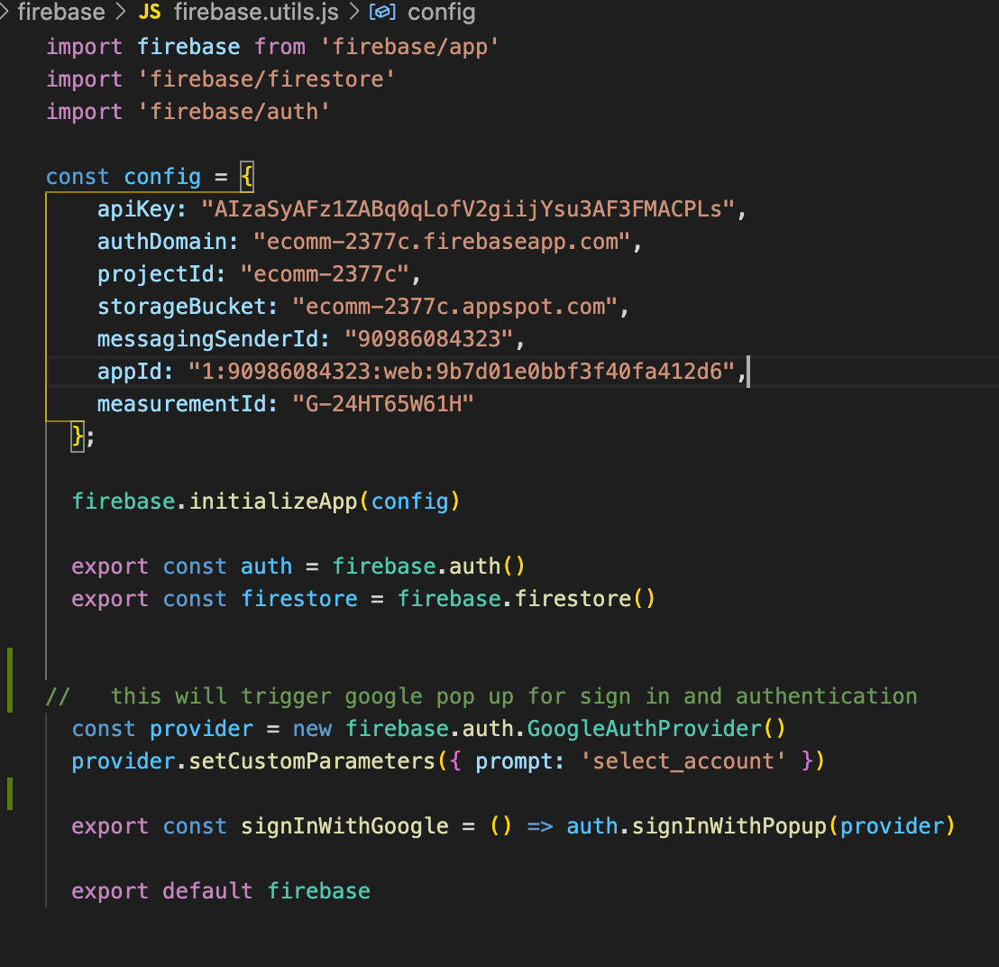 firebase > JS firebase.utils.js > config
import firebase from 'firebase/app'
import 'firebase/firestore'
import 'firebase/auth'
const config = {
apiKey: "AIzaSyAFz1ZABq0qLofV2giijYsu3AF3FMACPLs",
authDomain: "ecomm-2377c.firebaseapp.com",
projectId: "ecomm-2377c",
storageBucket: "ecomm-2377c.appspot.com",
messagingSenderId: "90986084323",
appId: "1:90986084323:web:9b7d01e0bbf3f40fa412d6",
measurementId: "G-24HT65W61H"
};
firebase.initializeApp(config)
export const auth = firebase.auth()
export const firestore = firebase.firestore()
//   this will trigger google pop up for sign in and authentication
const provider = new firebase.auth.GoogleAuthProvider()
provider.setCustomParameters({ prompt: 'select_account' })
export const signInWithGoogle = () => auth.signInWithPopup(provider)
export default firebase